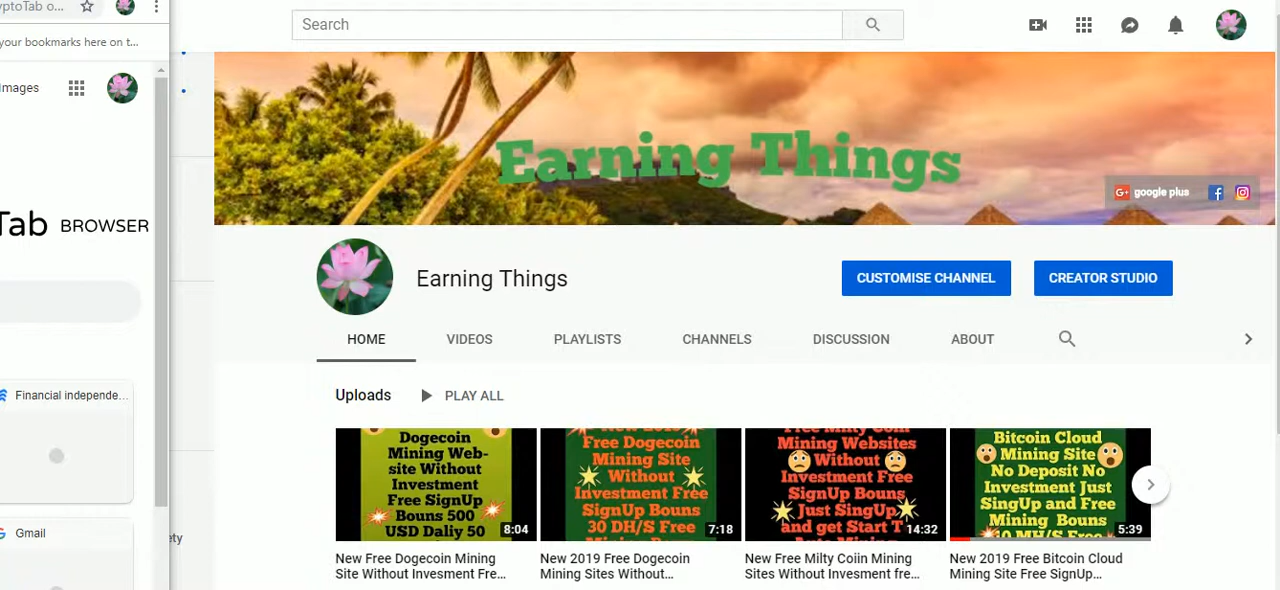 yptoTab o...
your bookmarks here on t...
Images
Tab BROWSER
Financial independe...
Gmail
ety
Search
Earning Things
google plus
Earning Things
CUSTOMISE CHANNEL
CREATOR STUDIO
HOME
VIDEOS
PLAYLISTS
CHANNELS
DISCUSSION
ABOUT
Uploads
PLAY ALL
Dogecoin
Mining Web-
site Without
Investment
Free SignUp
Bouns 500
USD Daliy 50
8:04
New Free Dogecoin Mining
Site Without Invesment Fre...
Free Dogecoin
Mining Site
Without
Investment Free
SignUp Bouns
30 DH/S Free
7:18
New 2019 Free Dogecoin
Mining Sites Without...
Free Milty Coin
Mining Websites
Without
Investment Free
SignUp Bouns
Just SingUp
and get Start T
14:32
New Free Milty Coiin Mining
Sites Without Invesment fre...
Bitcoin Cloud
Mining Site
No Deposit No
Investment Just
SingUp and Free
Mining Bouns
5:39
New 2019 Free Bitcoin Cloud
Mining Site Free SignUp...